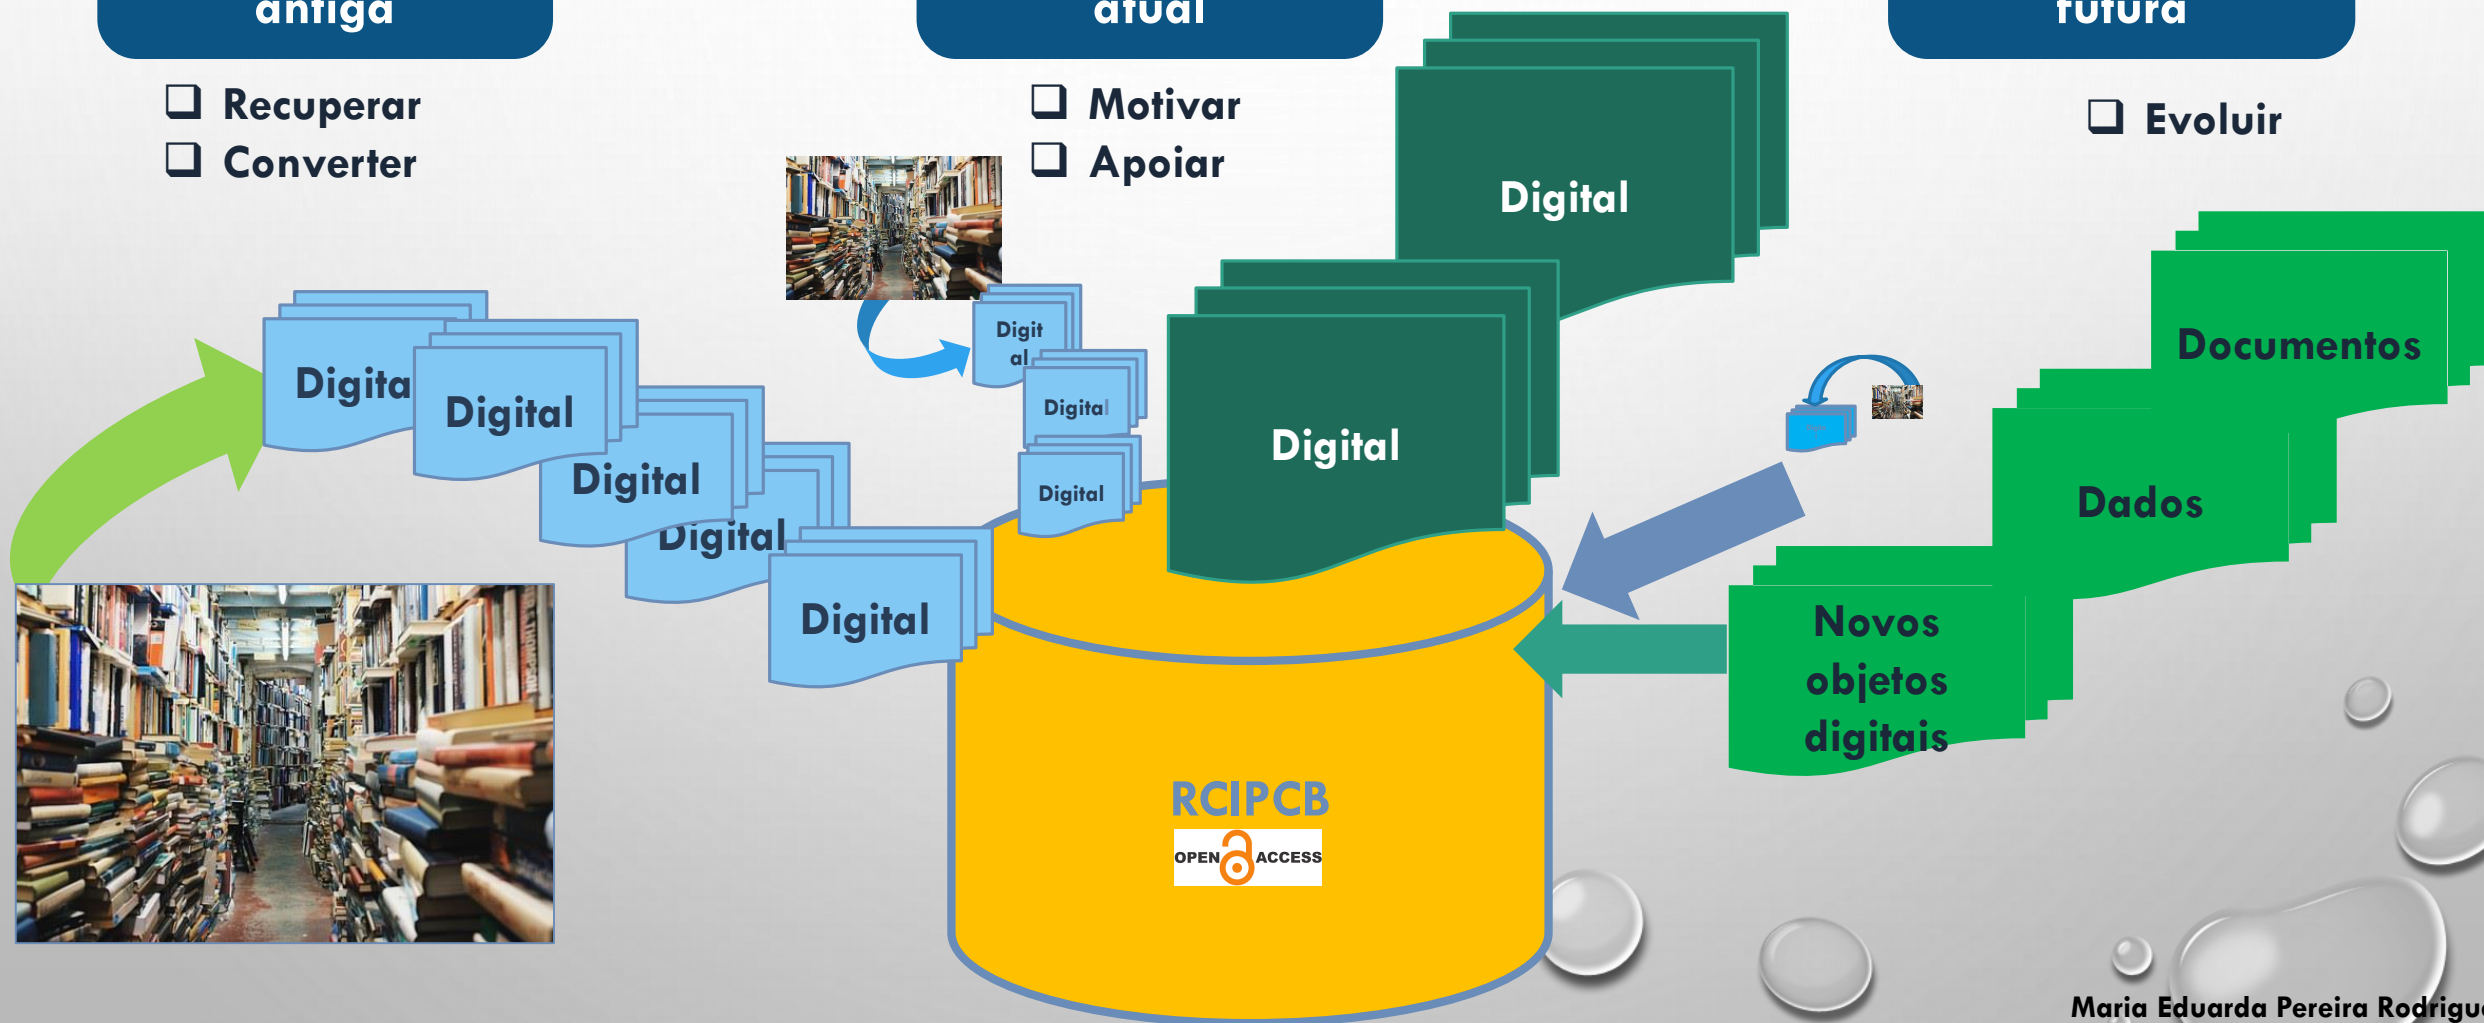 antiga
atual
futura
❑ Recuperar
❑ Converter
❑ Motivar
❑ Apoiar
❑ Evoluir
Digital
Digit
al
Documentos
Digita
Digital
Digital
Digital
Digital
Dados
Digital
Digital
Digital
Digital
Novos
objetos
digitais
RCIPCB
OPEN ACCESS
Maria Eduarda Pereira